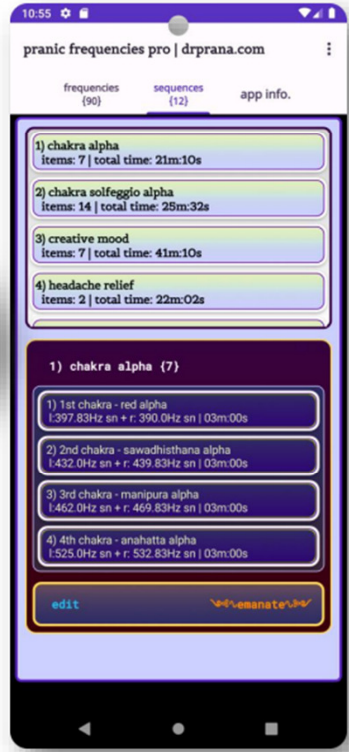 10:55
pranic frequencies pro | drprana.com
frequencies
{90}
sequences
{12}
app info.
1) chakra alpha
items: 7 | total time: 21m:10s
2) chakra solfeggio alpha
items: 14 | total time: 25m:32s
3) creative mood
items: 7 | total time: 41m:10s
4) headache relief
items: 2 | total time: 22m:02s
1) chakra alpha {7}
1) 1st chakra - red alpha
l:397.83Hz sn + r: 390.0Hz sn | 03m:00s
2) 2nd chakra - sawadhisthana alpha
l:432.0Hz sn + r: 439.83Hz sn | 03m:00s
3) 3rd chakra - manipura alpha
l:462.0Hz sn + r: 469.83Hz sn | 03m:00s
4) 4th chakra - anahatta alpha
l:525.0Hz sn + r: 532.83Hz sn | 03m:00s
edit
emanate